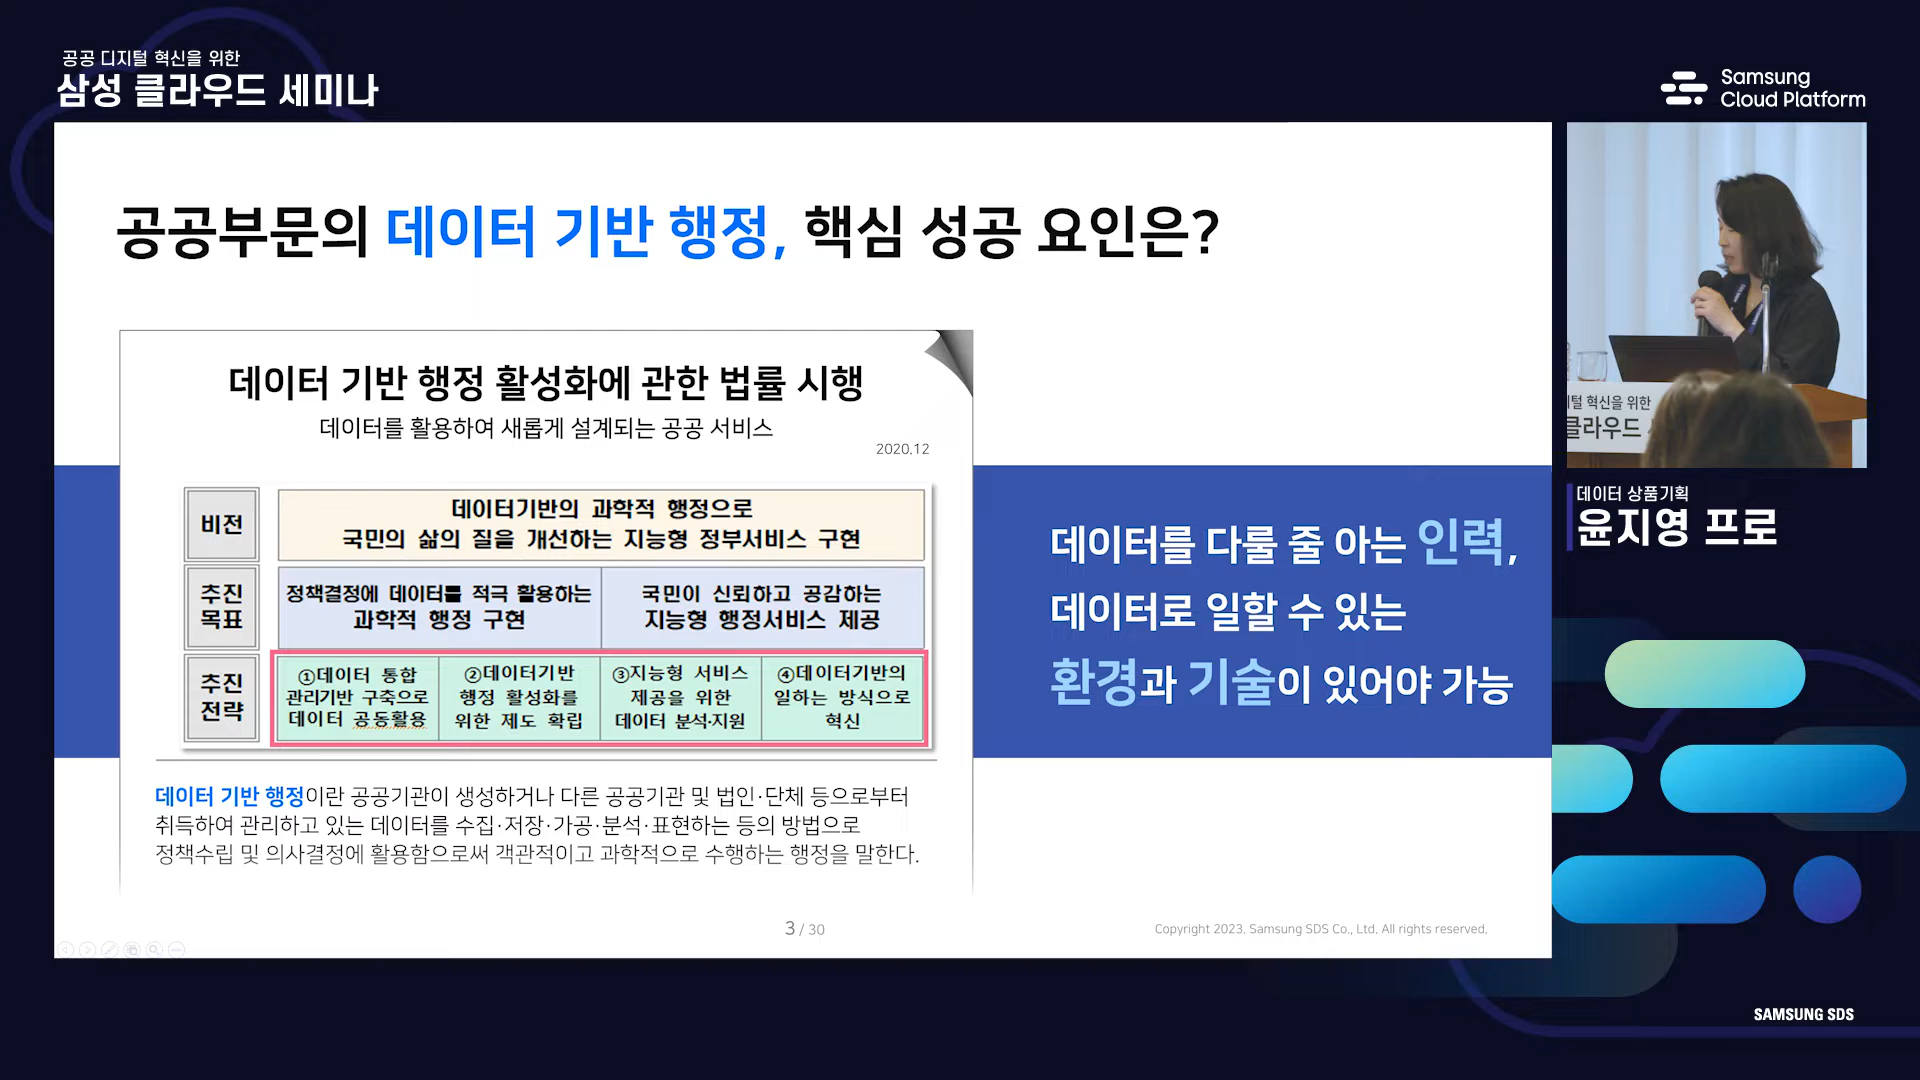 공공 디지털 혁신을 위한
삼성 클라우드 세미나
Samsung
Cloud Platform
공공부문의 데이터 기반 행정, 핵심 성공 요인은?
데이터 기반 행정 활성화에 관한 법률 시행
데이터를 활용하여 새롭게 설계되는 공공 서비스
2020.12
비전
데이터기반의 과학적 행정으로
국민의 삶의 질을 개선하는 지능형 정부서비스 구현
추진
목표
정책결정에 데이터를 적극 활용하는
과학적 행정 구현
국민이 신뢰하고 공감하는
지능형 행정서비스 제공
추진
전략
①데이터 통합
관리기반 구축으로
데이터 공동활용
②데이터기반
행정 활성화를
위한 제도 확립
③지능형 서비스
제공을 위한
데이터 분석·지원
④데이터기반의
일하는 방식으로
혁신
데이터 기반 행정이란 공공기관이 생성하거나 다른 공공기관 및 법인·단체 등으로부터
취득하여 관리하고 있는 데이터를 수집·저장·가공·분석·표현하는 등의 방법으로
정책수립 및 의사결정에 활용함으로써 객관적이고 과학적으로 수행하는 행정을 말한다.
데이터를 다룰 줄 아는 인력,
데이터로 일할 수 있는
환경과 기술이 있어야 가능
3 / 30
Copyright 2023. Samsung SDS Co., Ltd. All rights reserved.
털 혁신을 위한
클라우드
데이터 상품기획
윤지영 프로
SAMSUNG SDS